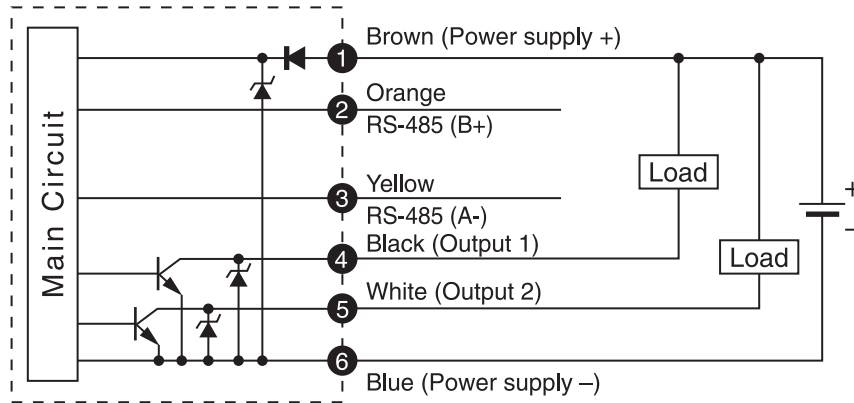 Main Circuit
1 Brown (Power supply +)
2 Orange
RS-485 (B+)
3 Yellow
RS-485 (A-)
4 Black (Output 1)
5 White (Output 2)
6 Blue (Power supply –)
Load
Load
+
–